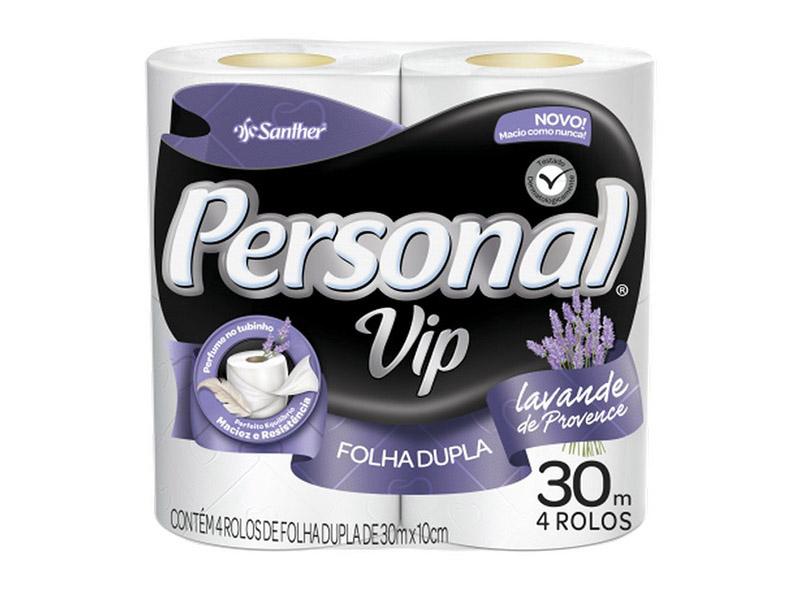 Santher
NOVO!
Macio como nunca!
Testado
Dermatologicamente
Personal
®
Vip
Perfume no tubinho
Perfeito Equilíbrio
Maciez e Resistência
lavande
de Provence
FOLHA DUPLA
30m
4 ROLOS
CONTÉM 4 ROLOS DE FOLHA DUPLA DE 30m x 10cm